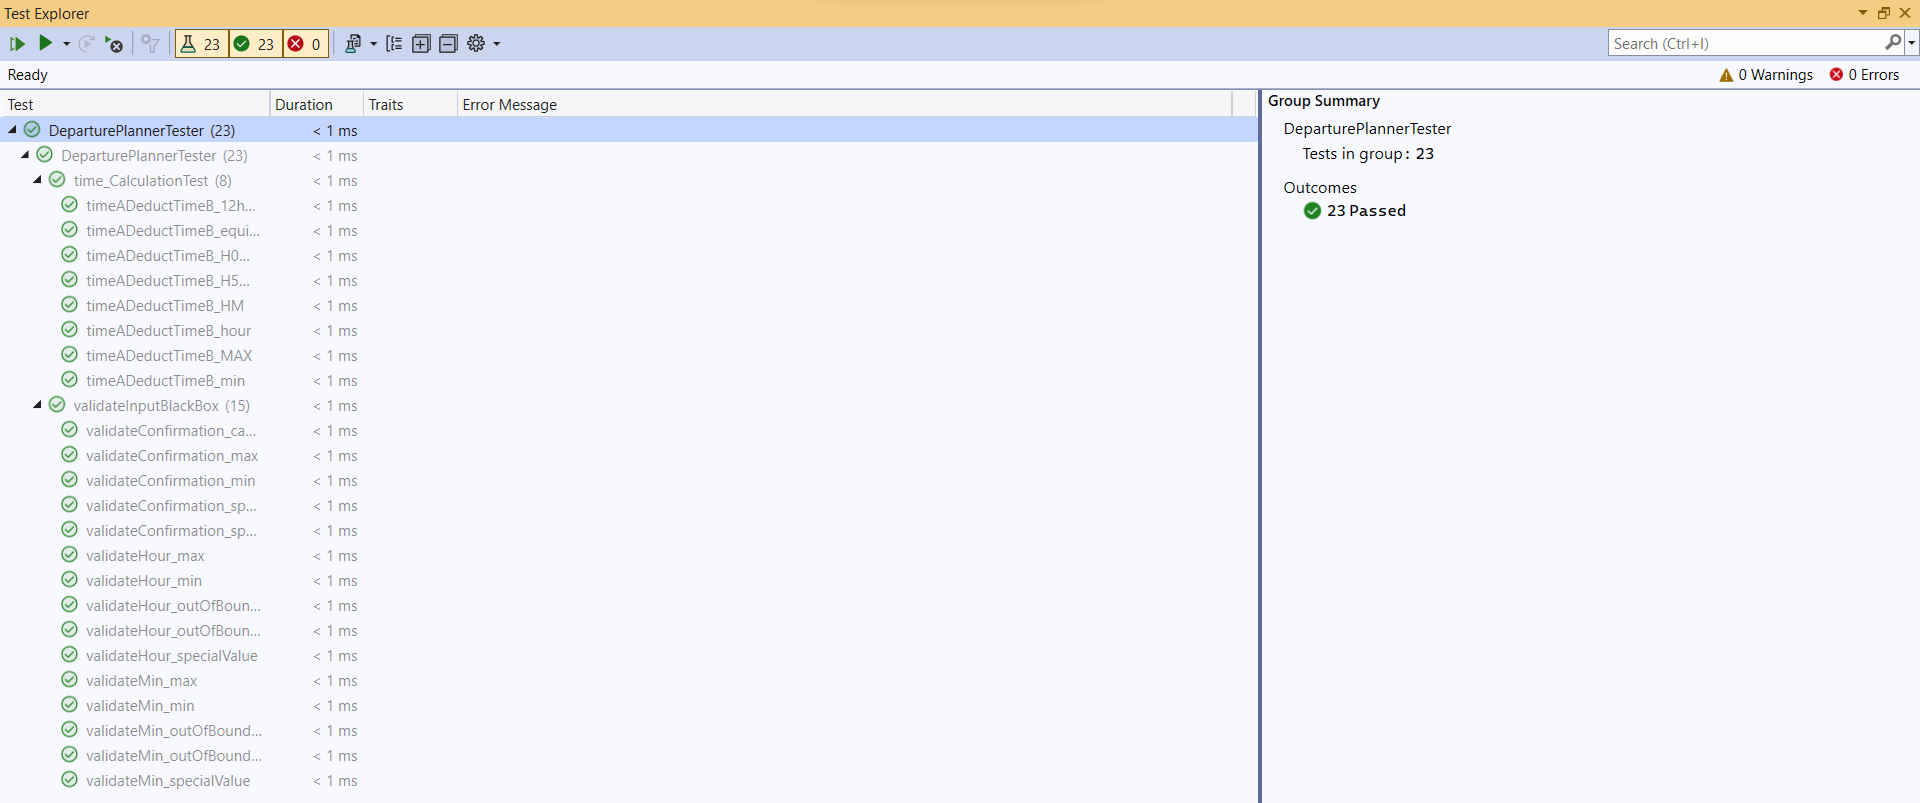 Test Explorer
23 23 0
Search (Ctrl+I)
Ready
0 Warnings 0 Errors
Test Duration Traits Error Message
DeparturePlannerTester (23) < 1 ms
DeparturePlannerTester (23) < 1 ms
time_CalculationTest (8) < 1 ms
timeADeductTimeB_12h... < 1 ms
timeADeductTimeB_equi... < 1 ms
timeADeductTimeB_H0... < 1 ms
timeADeductTimeB_H5... < 1 ms
timeADeductTimeB_HM < 1 ms
timeADeductTimeB_hour < 1 ms
timeADeductTimeB_MAX < 1 ms
timeADeductTimeB_min < 1 ms
validateInputBlackBox (15) < 1 ms
validateConfirmation_ca... < 1 ms
validateConfirmation_max < 1 ms
validateConfirmation_min < 1 ms
validateConfirmation_sp... < 1 ms
validateConfirmation_sp... < 1 ms
validateHour_max < 1 ms
validateHour_min < 1 ms
validateHour_outOfBoun... < 1 ms
validateHour_outOfBoun... < 1 ms
validateHour_specialValue < 1 ms
validateMin_max < 1 ms
validateMin_min < 1 ms
validateMin_outOfBound... < 1 ms
validateMin_outOfBound... < 1 ms
validateMin_specialValue < 1 ms
Group Summary
DeparturePlannerTester
Tests in group: 23
Outcomes
23 Passed